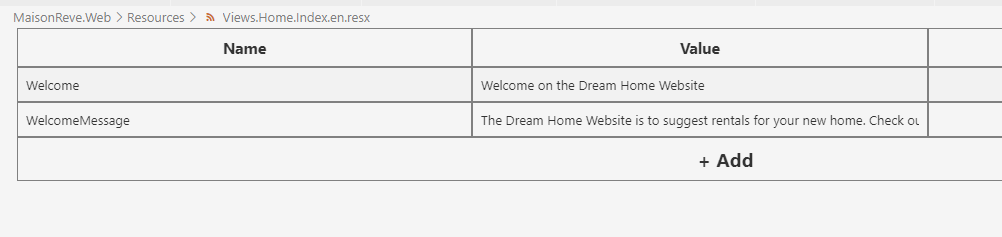 MaisonReve.Web > Resources > Views.Home.Index.en.resx
Name Value
Welcome Welcome on the Dream Home Website
WelcomeMessage The Dream Home Website is to suggest rentals for your new home. Check
+ Add